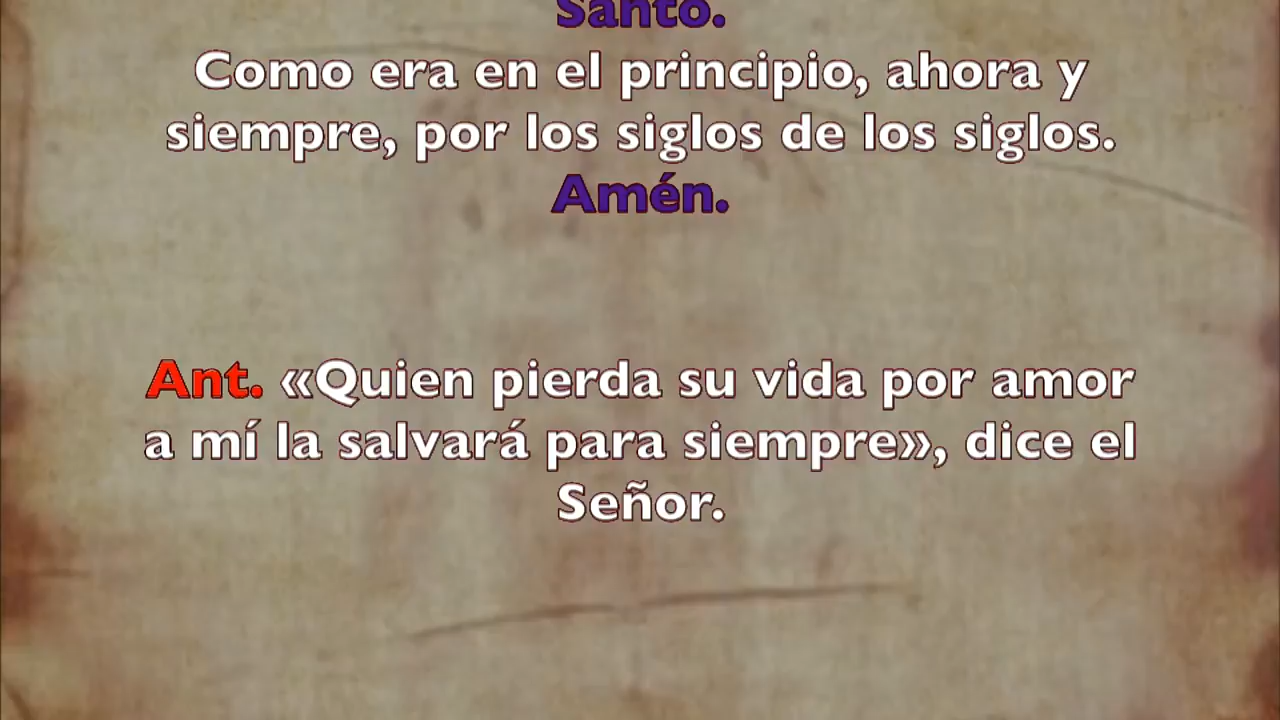 Santo.
Como era en el principio, ahora y
siempre, por los siglos de los siglos.
Amén.
Ant. «Quien pierda su vida por amor
a mí la salvará para siempre», dice el
Señor.